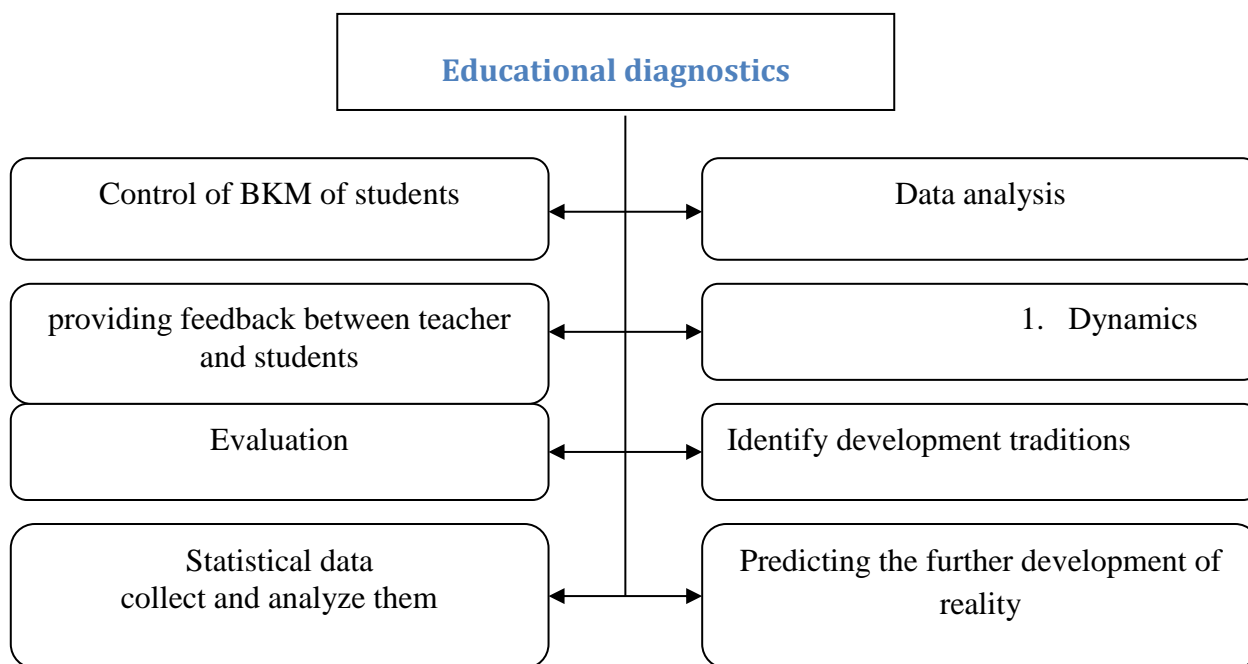 Educational diagnostics
Control of BKM of students
Data analysis
providing feedback between teacher
and students
1. Dynamics
Evaluation
Identify development traditions
Statistical data
collect and analyze them
Predicting the further development of
reality